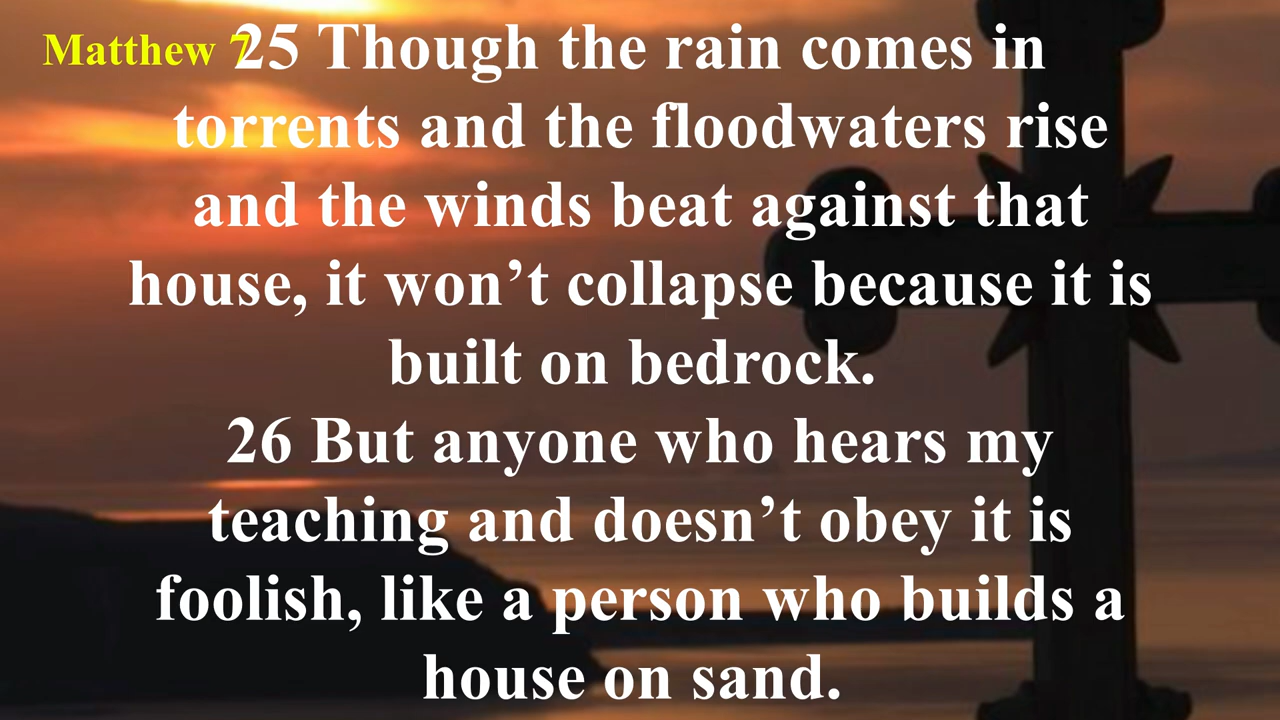 Matthew 7
25 Though the rain comes in
torrents and the floodwaters rise
and the winds beat against that
house, it won’t collapse because it is
built on bedrock.
26 But anyone who hears my
teaching and doesn’t obey it is
foolish, like a person who builds a
house on sand.